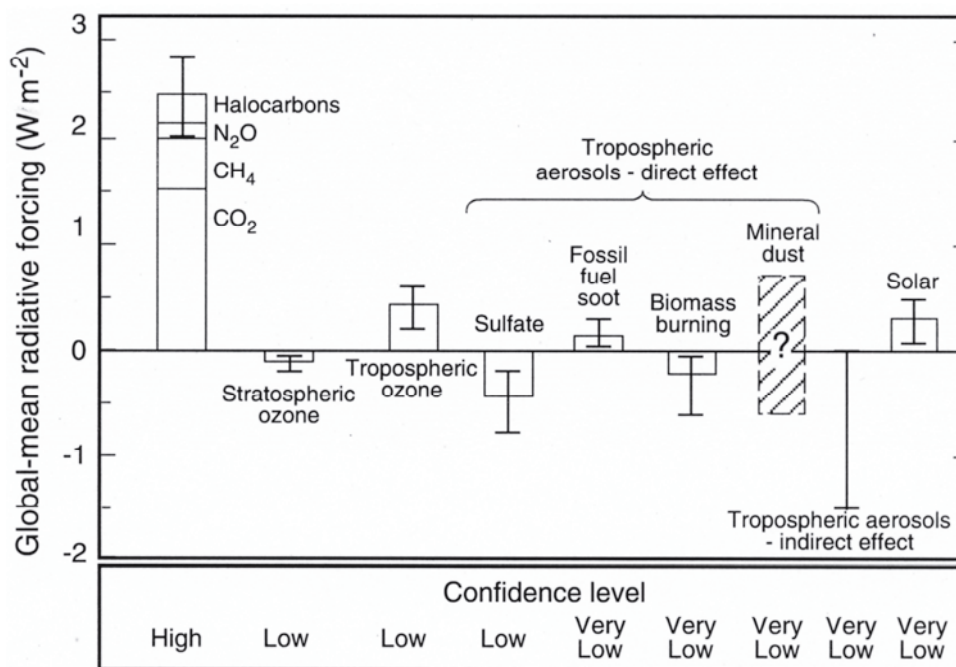 Global-mean radiative forcing (W m⁻²)
3
2
1
0
-1
-2
Halocarbons
N₂O
CH₄
CO₂
Stratospheric
ozone
Tropospheric
ozone
Tropospheric
aerosols - direct effect
Sulfate
Fossil
fuel
soot
Biomass
burning
Mineral
dust
?
Tropospheric aerosols
- indirect effect
Solar
Confidence level
High
Low
Low
Low
Very
Low
Very
Low
Very
Low
Very
Low
Very
Low